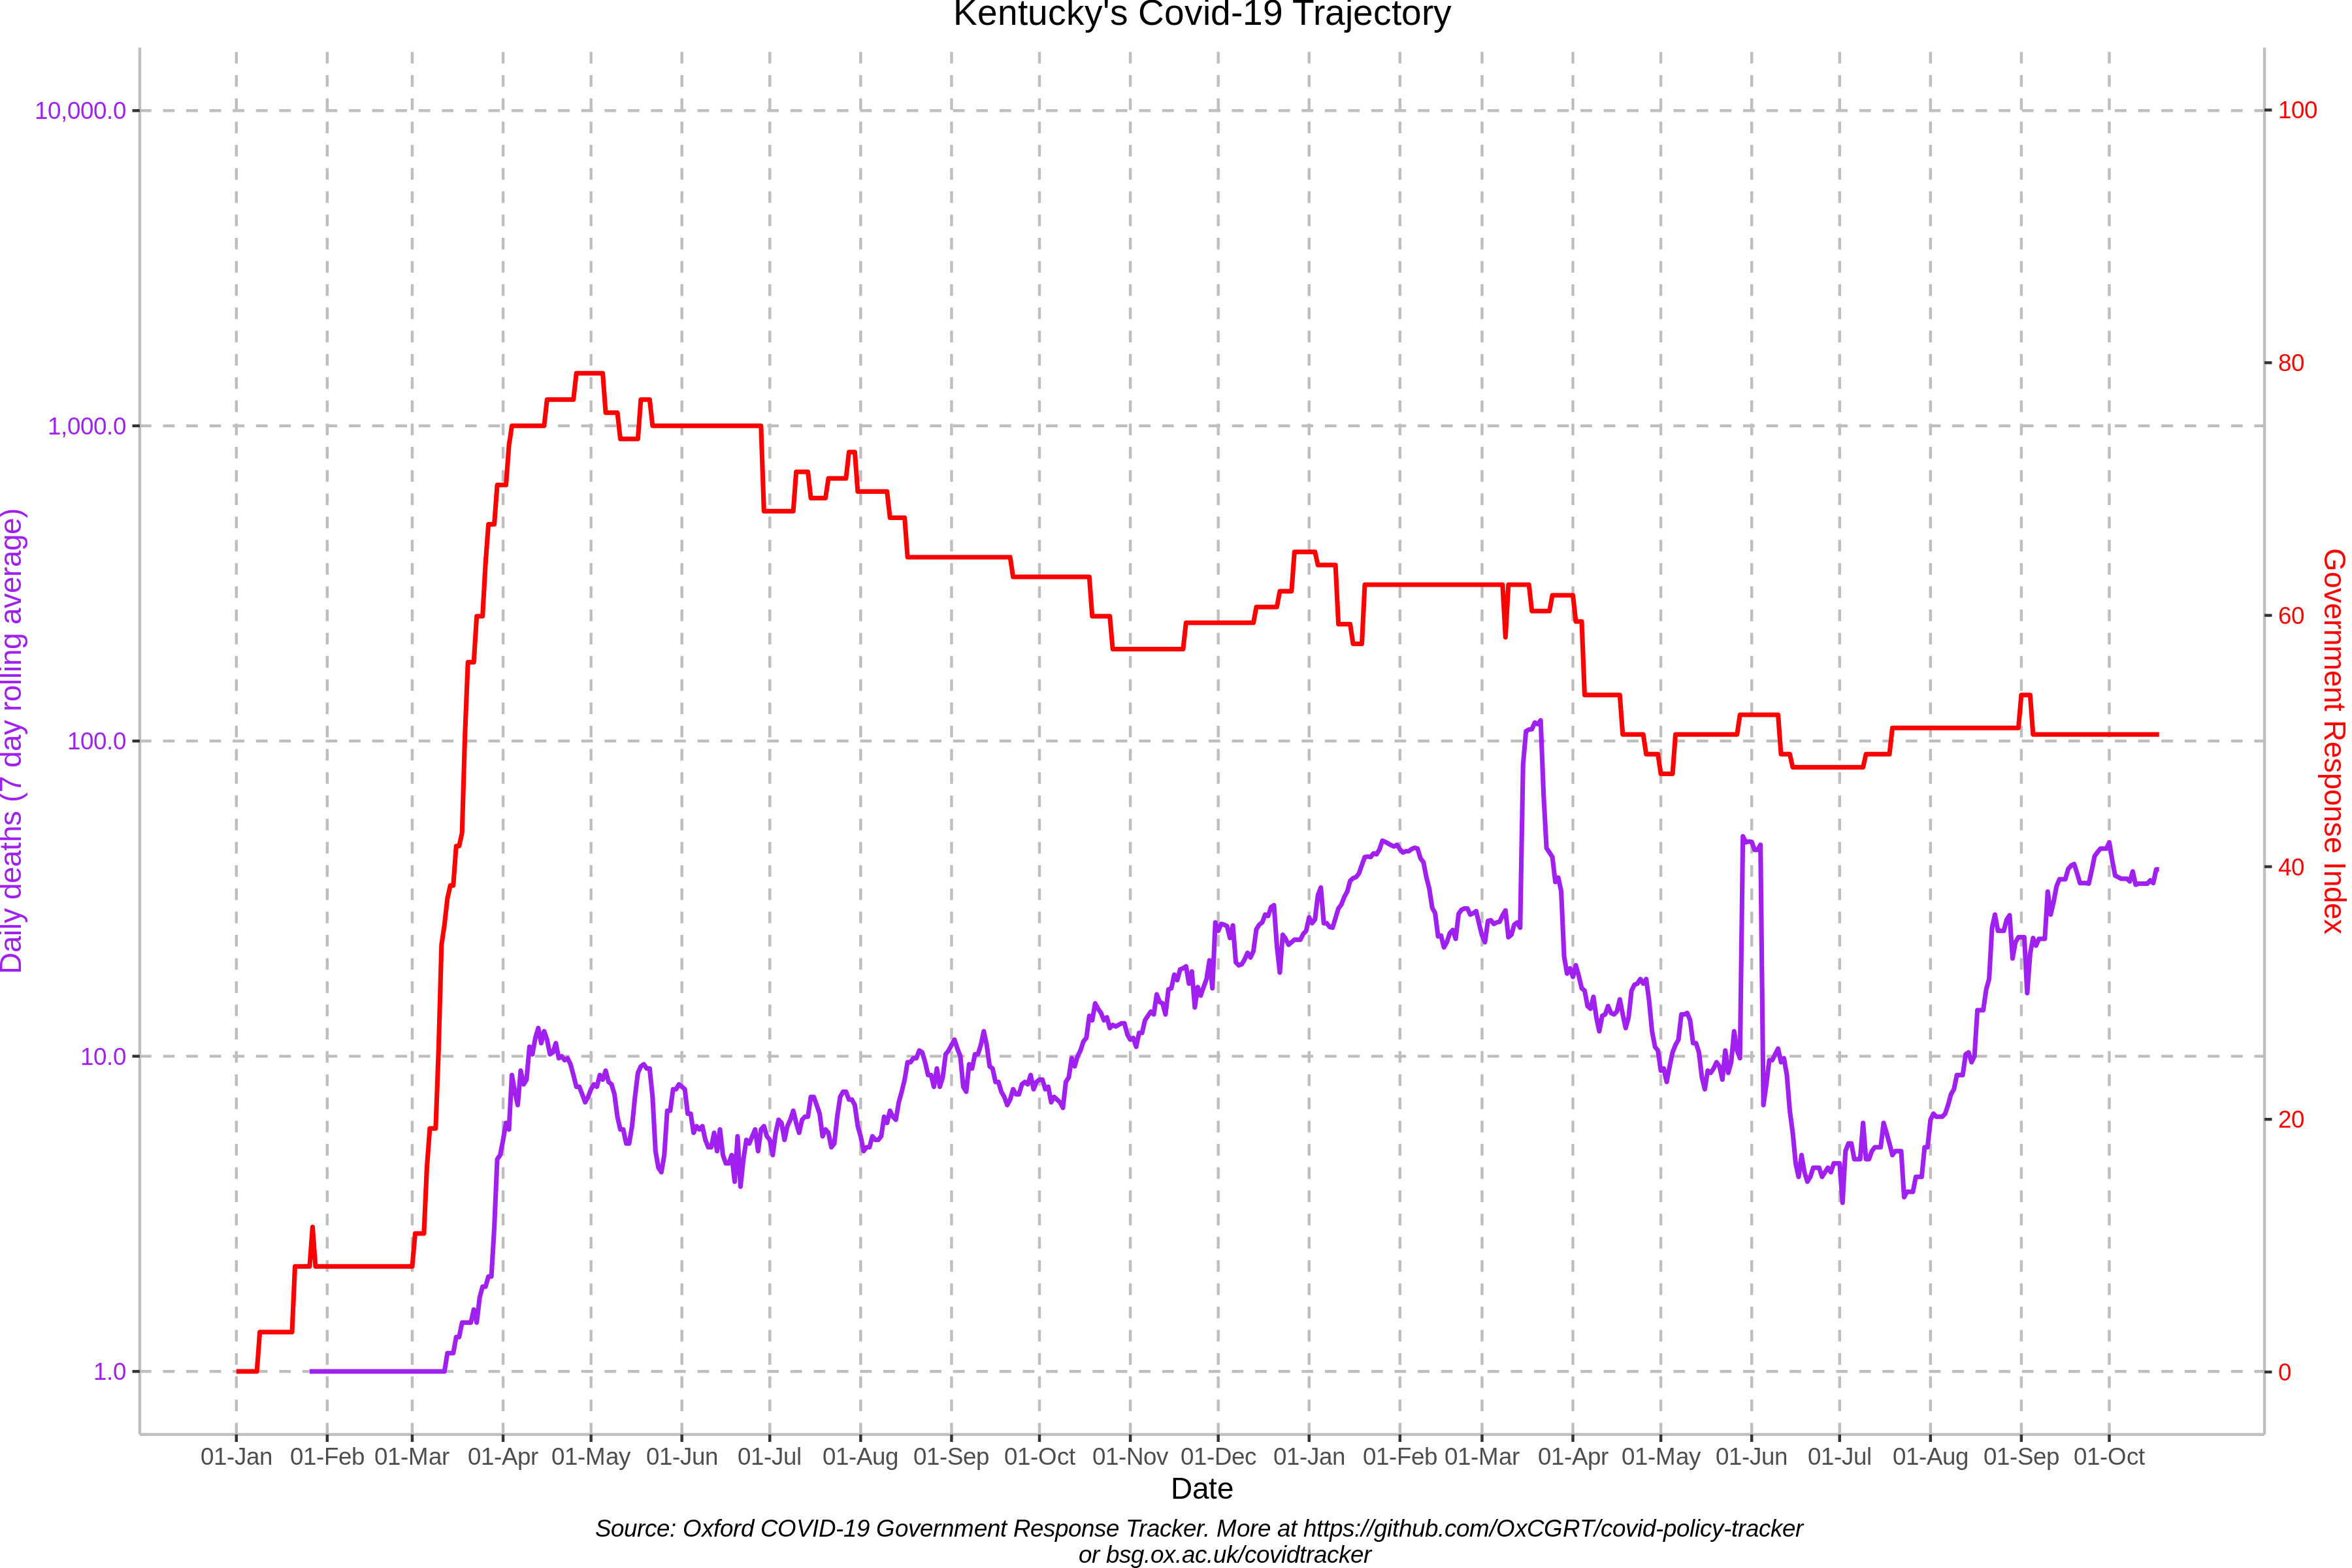 Kentucky's Covid-19 Trajectory
Daily deaths (7 day rolling average)
10,000.0
1,000.0
100.0
10.0
1.0
100
80
60
40
20
0
Government Response Index
01-Jan 01-Feb 01-Mar 01-Apr 01-May 01-Jun 01-Jul 01-Aug 01-Sep 01-Oct 01-Nov 01-Dec 01-Jan 01-Feb 01-Mar 01-Apr 01-May 01-Jun 01-Jul 01-Aug 01-Sep 01-Oct
Date
Source: Oxford COVID-19 Government Response Tracker. More at https://github.com/OxCGRT/covid-policy-tracker
or bsg.ox.ac.uk/covidtracker